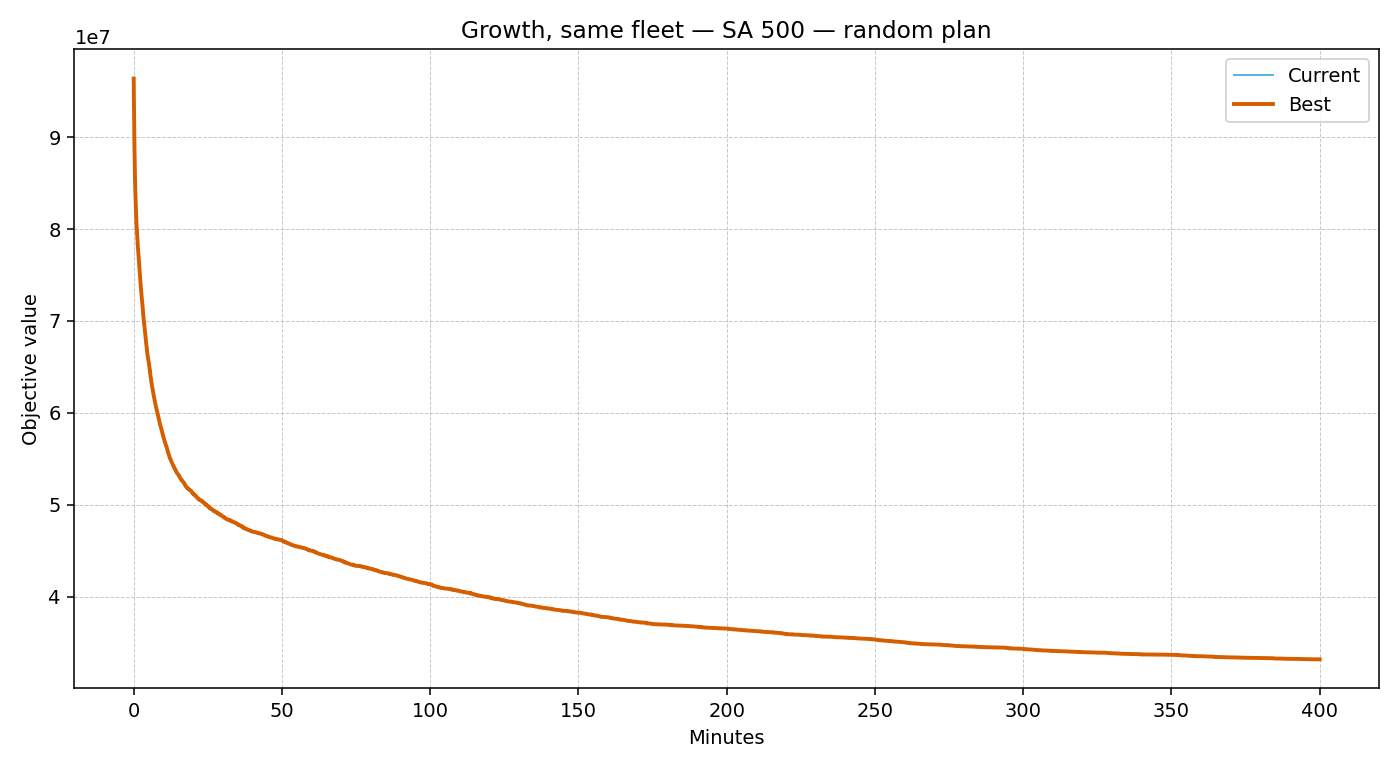 Growth, same fleet — SA 500 — random plan
1e7
Current
Best
9
8
7
6
5
4
Objective value
0 50 100 150 200 250 300 350 400
Minutes